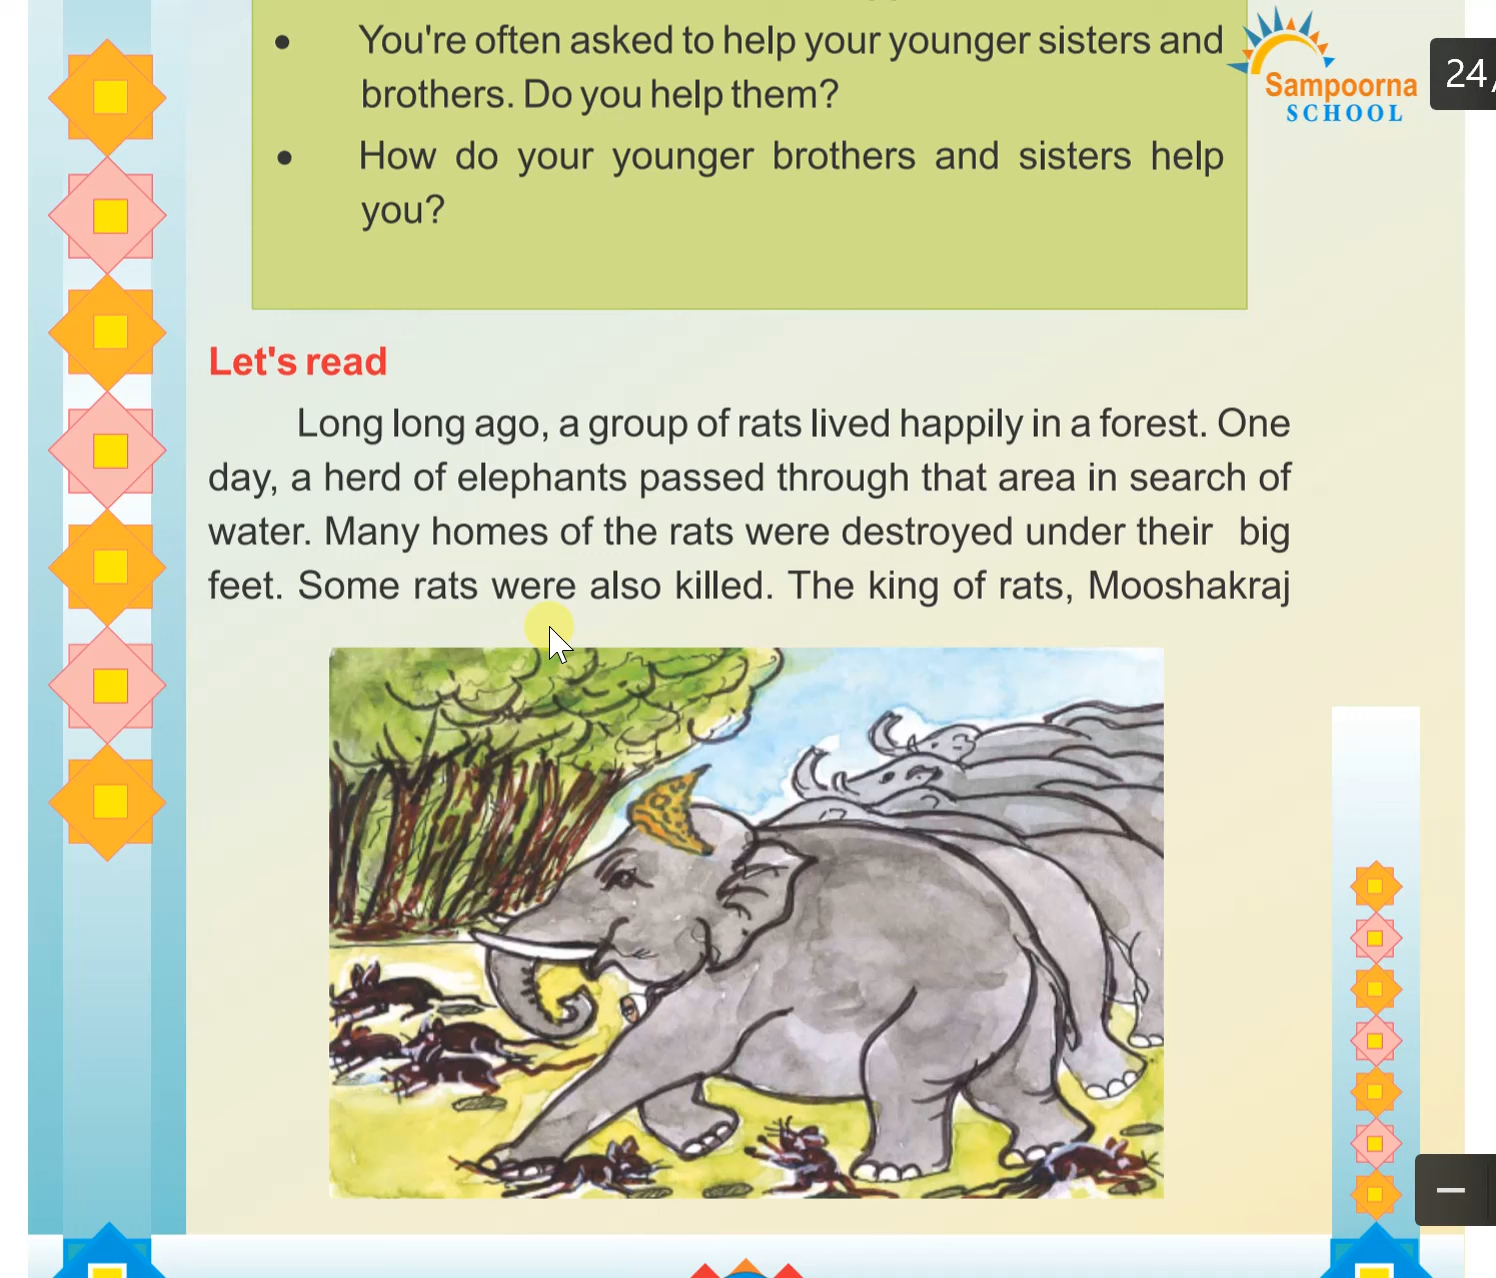 You're often asked to help your younger sisters and
brothers. Do you help them?
How do your younger brothers and sisters help
you?
Sampoorna
SCHOOL
24
Let's read
Long long ago, a group of rats lived happily in a forest. One
day, a herd of elephants passed through that area in search of
water. Many homes of the rats were destroyed under their big
feet. Some rats were also killed. The king of rats, Mooshakraj